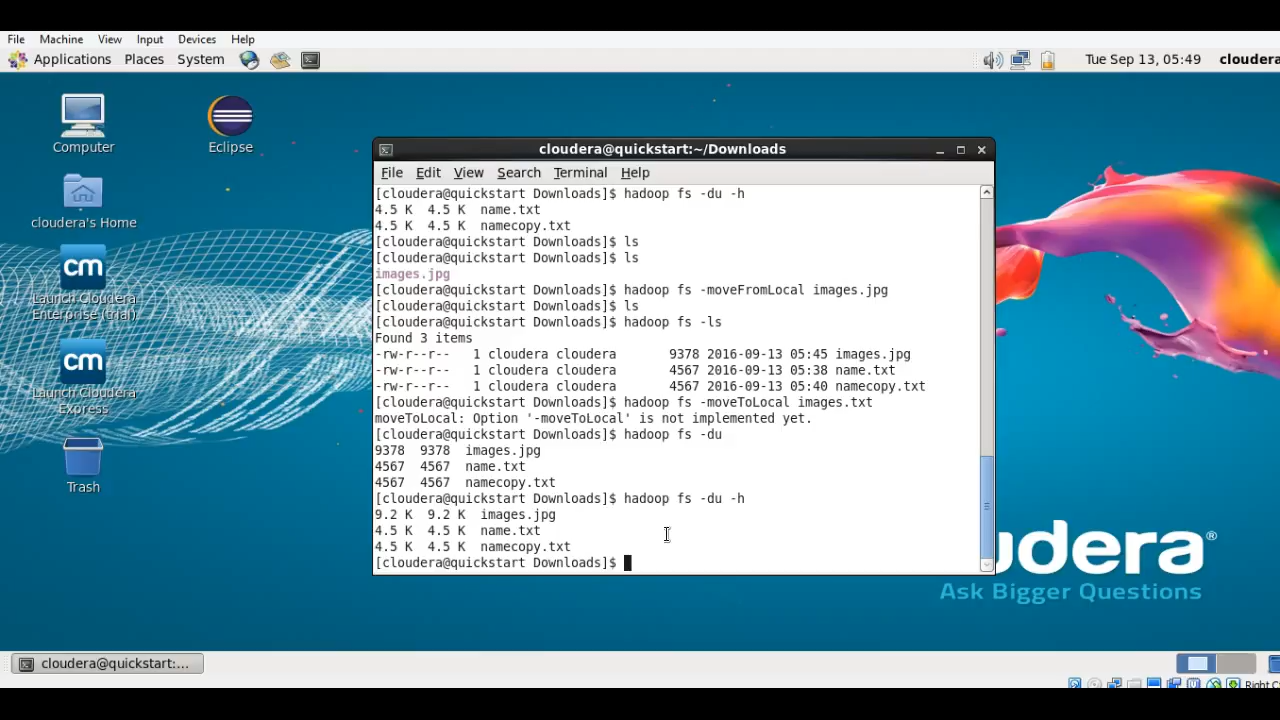 File Machine View Input Devices Help
Applications Places System Tue Sep 13, 05:49 cloudera
Computer
Eclipse
cloudera's Home
cm
Launch Cloudera
Enterprise (trial)
cm
Launch Cloudera
Express
Trash
cloudera@quickstart:~/Downloads
File Edit View Search Terminal Help
[cloudera@quickstart Downloads]$ hadoop fs -du -h
4.5 K 4.5 K name.txt
4.5 K 4.5 K namecopy.txt
[cloudera@quickstart Downloads]$ ls
[cloudera@quickstart Downloads]$ ls
images.jpg
[cloudera@quickstart Downloads]$ hadoop fs -moveFromLocal images.jpg
[cloudera@quickstart Downloads]$ ls
[cloudera@quickstart Downloads]$ hadoop fs -ls
Found 3 items
-rw-r--r-- 1 cloudera cloudera 9378 2016-09-13 05:45 images.jpg
-rw-r--r-- 1 cloudera cloudera 4567 2016-09-13 05:38 name.txt
-rw-r--r-- 1 cloudera cloudera 4567 2016-09-13 05:40 namecopy.txt
[cloudera@quickstart Downloads]$ hadoop fs -moveToLocal images.txt
moveToLocal: Option '-moveToLocal' is not implemented yet.
[cloudera@quickstart Downloads]$ hadoop fs -du
9378 9378 images.jpg
4567 4567 name.txt
4567 4567 namecopy.txt
[cloudera@quickstart Downloads]$ hadoop fs -du -h
9.2 K 9.2 K images.jpg
4.5 K 4.5 K name.txt
4.5 K 4.5 K namecopy.txt
[cloudera@quickstart Downloads]$
oudera®
Ask Bigger Questions
cloudera@quickstart:...
Right C